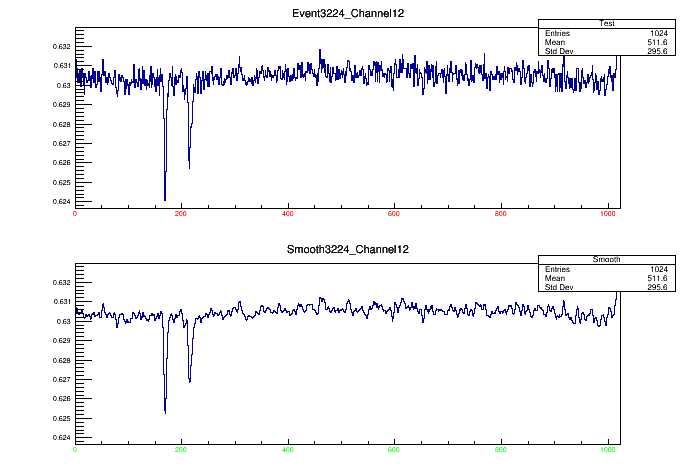 Event3224_Channel12
Test
Entries 1024
Mean 511.6
Std Dev 295.6
0.632
0.631
0.63
0.629
0.628
0.627
0.626
0.625
0.624
0 200 400 600 800 1000
Smooth3224_Channel12
Smooth
Entries 1024
Mean 511.6
Std Dev 295.6
0.632
0.631
0.63
0.629
0.628
0.627
0.626
0.625
0.624
0 200 400 600 800 1000